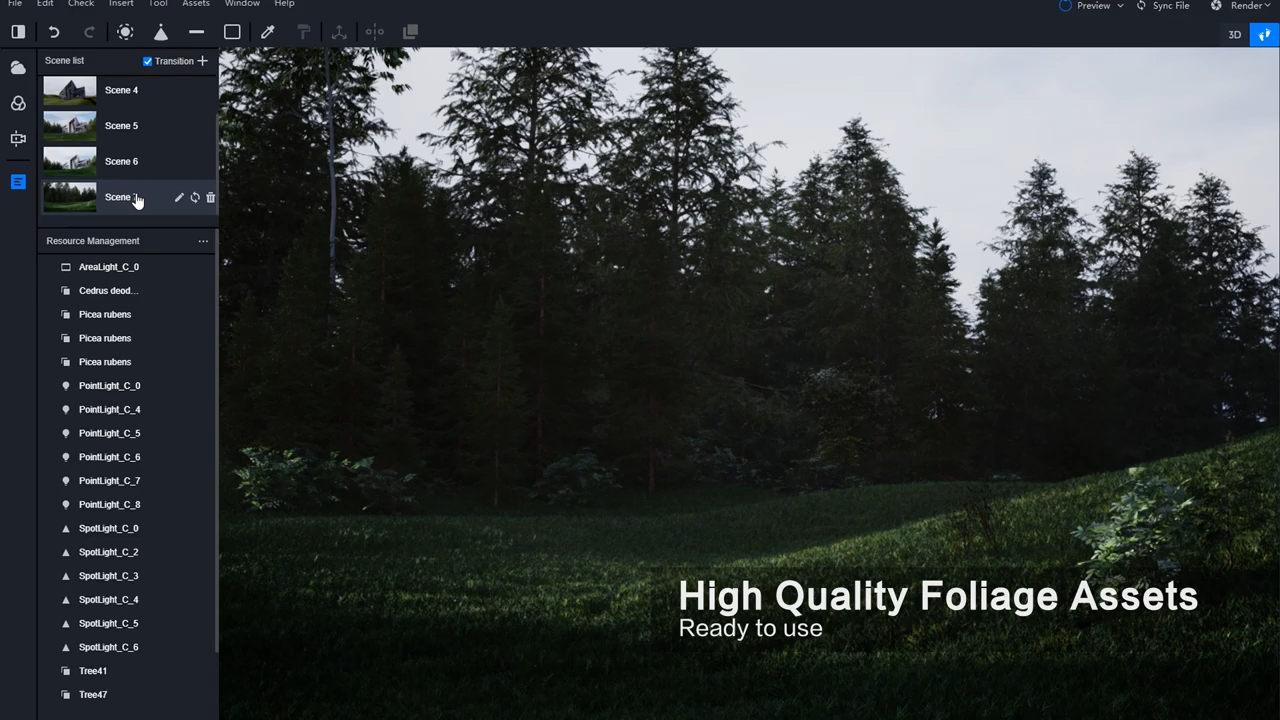 File Edit Check Insert Tool Assets Window Help Preview Sync File Render
3D
Scene list Transition
Scene 4
Scene 5
Scene 6
Scene
Resource Management ...
AreaLight_C_0
Cedrus deod...
Picea rubens
Picea rubens
Picea rubens
PointLight_C_0
PointLight_C_4
PointLight_C_5
PointLight_C_6
PointLight_C_7
PointLight_C_8
SpotLight_C_0
SpotLight_C_2
SpotLight_C_3
SpotLight_C_4
SpotLight_C_5
SpotLight_C_6
Tree41
Tree47
High Quality Foliage Assets
Ready to use